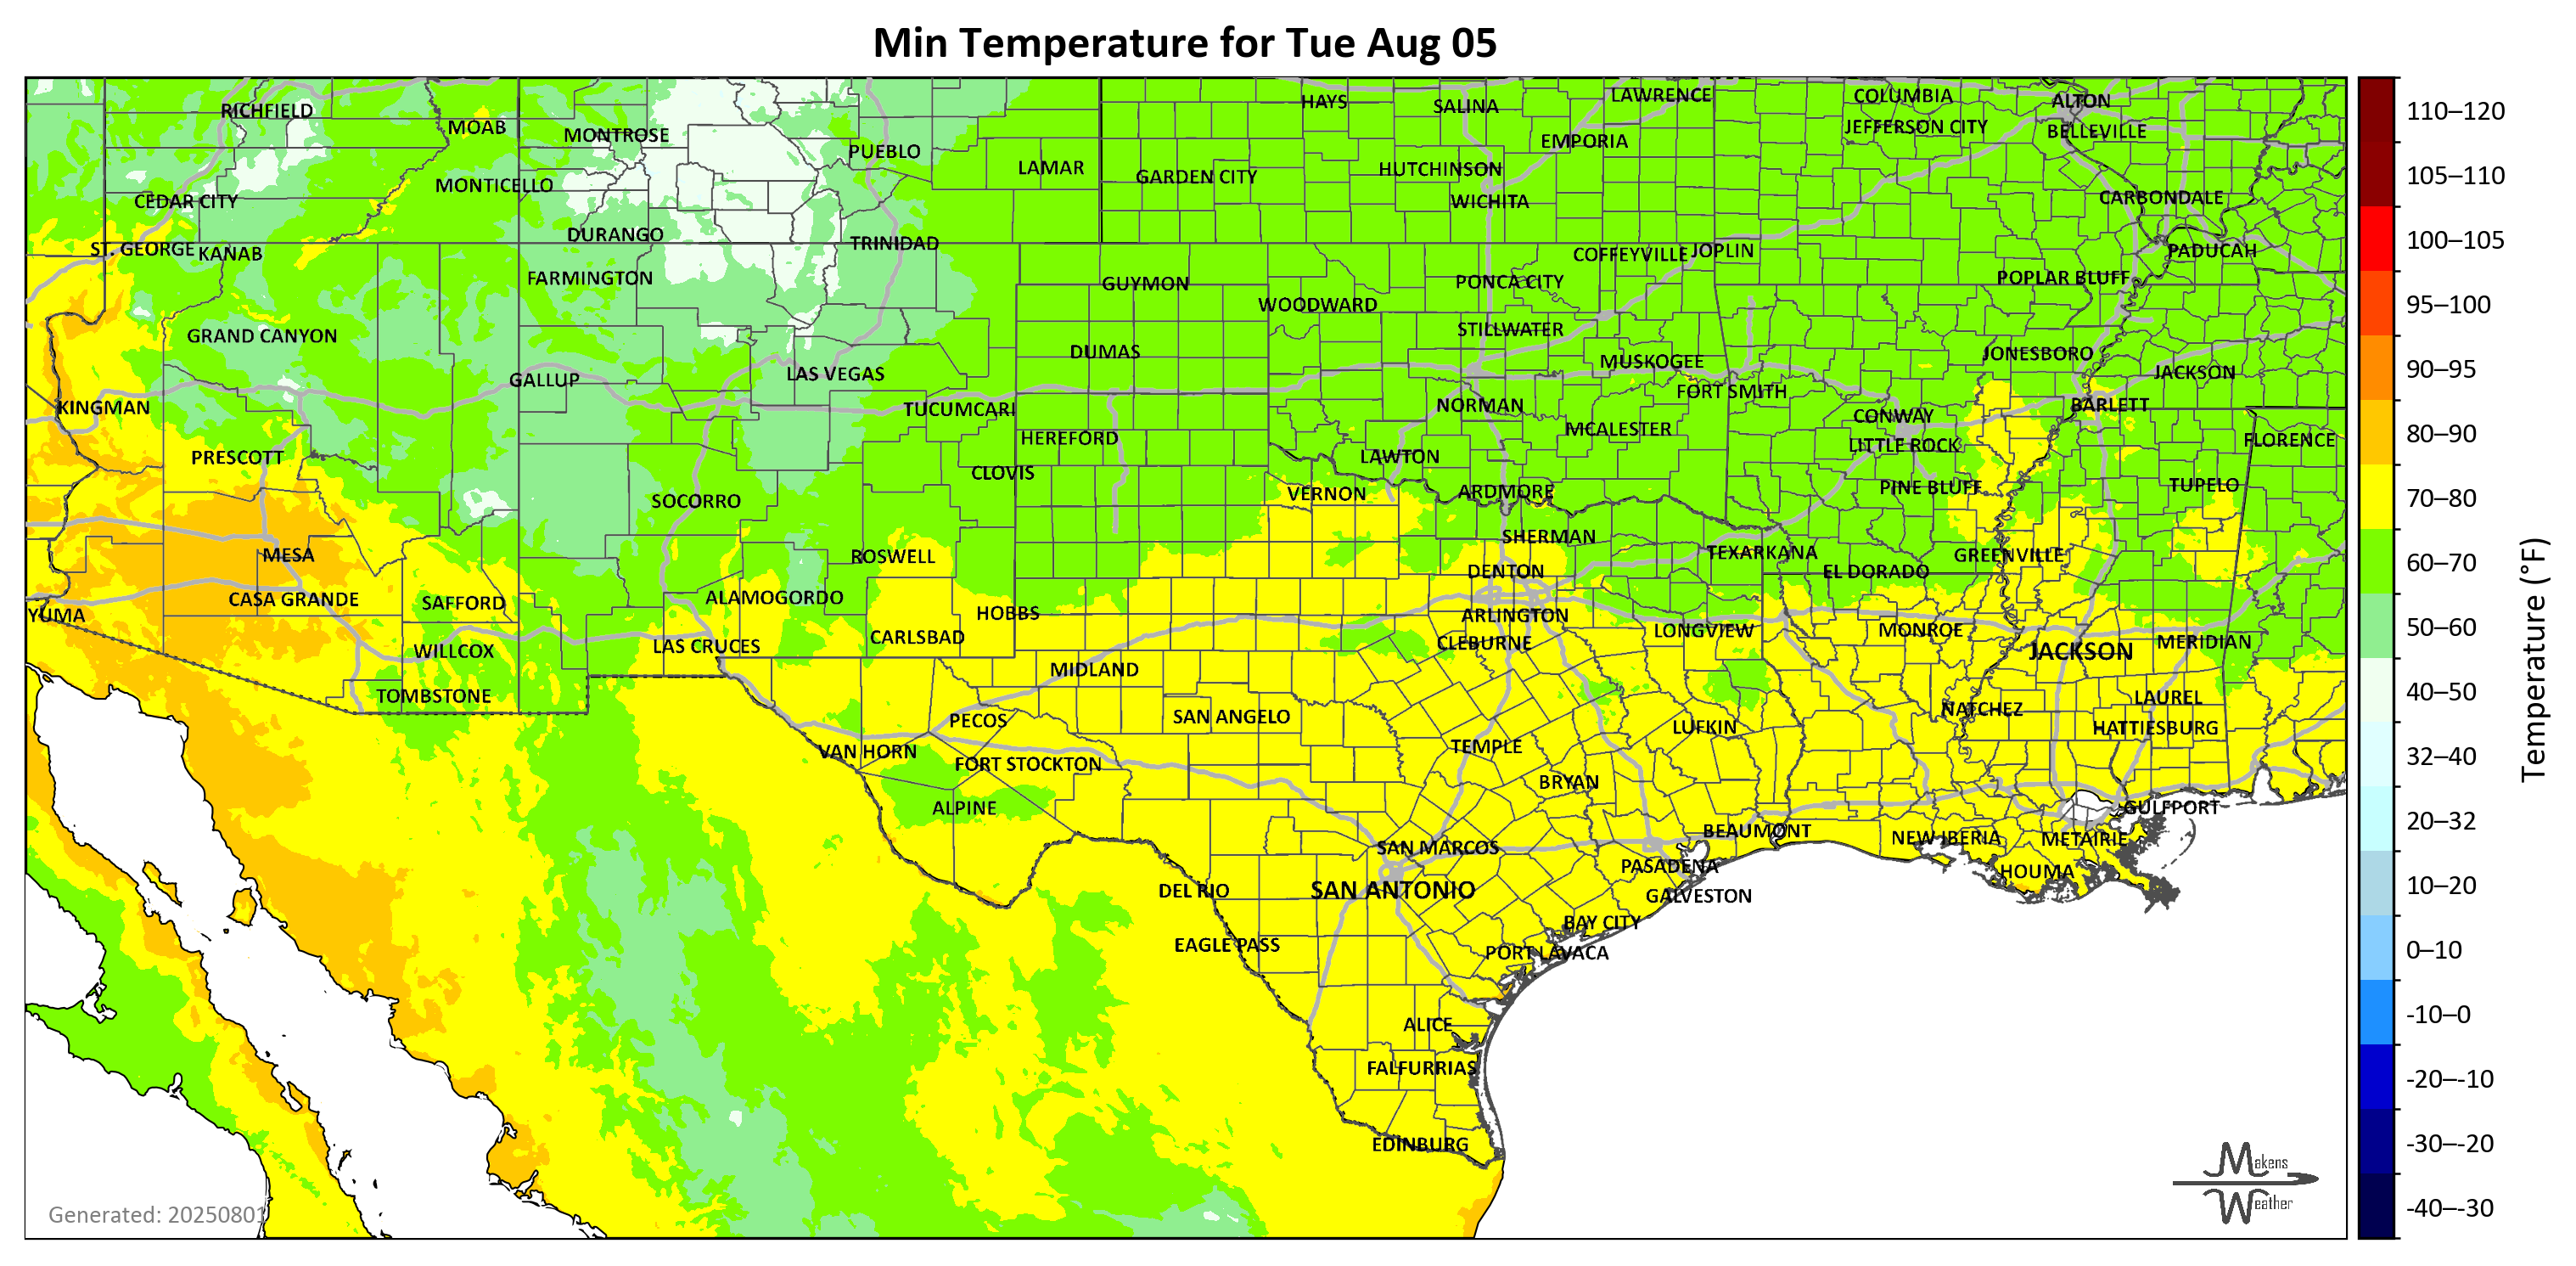 Min Temperature for Tue Aug 05
HAYS
SALINA
LAWRENCE
COLUMBIA
ALTON
RICHFIELD
MOAB
MONTROSE
PUEBLO
EMPORIA
JEFFERSON CITY
BELLEVILLE
LAMAR
GARDEN CITY
HUTCHINSON
MONTICELLO
CEDAR CITY
WICHITA
CARBONDALE
DURANGO
TRINIDAD
ST. GEORGE
KANAB
COFFEYVILLE
JOPLIN
PADUCAH
FARMINGTON
GUYMON
PONCA CITY
POPLAR BLUFF
WOODWARD
GRAND CANYON
STILLWATER
DUMAS
MUSKOGEE
JONESBORO
GALLUP
LAS VEGAS
JACKSON
FORT SMITH
KINGMAN
TUCUMCARI
NORMAN
CONWAY
BARLETT
HEREFORD
MCALESTER
LITTLE ROCK
FLORENCE
PRESCOTT
CLOVIS
LAWTON
SOCORRO
VERNON
ARDMORE
PINE BLUFF
TUPELO
SHERMAN
MESA
ROSWELL
TEXARKANA
GREENVILLE
DENTON
EL DORADO
CASA GRANDE
SAFFORD
ALAMOGORDO
YUMA
HOBBS
ARLINGTON
CARLSBAD
CLEBURNE
LONGVIEW
MONROE
MERIDIAN
WILLCOX
LAS CRUCES
JACKSON
MIDLAND
TOMBSTONE
LAUREL
PECOS
SAN ANGELO
NATCHEZ
LUFKIN
HATTIESBURG
VAN HORN
TEMPLE
FORT STOCKTON
BRYAN
ALPINE
GULFPORT
BEAUMONT
NEW IBERIA
METAIRIE
SAN MARCOS
PASADENA
HOUMA
DEL RIO
SAN ANTONIO
GALVESTON
BAY CITY
EAGLE PASS
PORT LAVACA
ALICE
FALFURRIAS
EDINBURG
Generated: 20250801
Makens
Weather
110–120
105–110
100–105
95–100
90–95
80–90
70–80
60–70
50–60
40–50
32–40
20–32
10–20
0–10
-10–0
-20–-10
-30–-20
-40–-30
Temperature (°F)